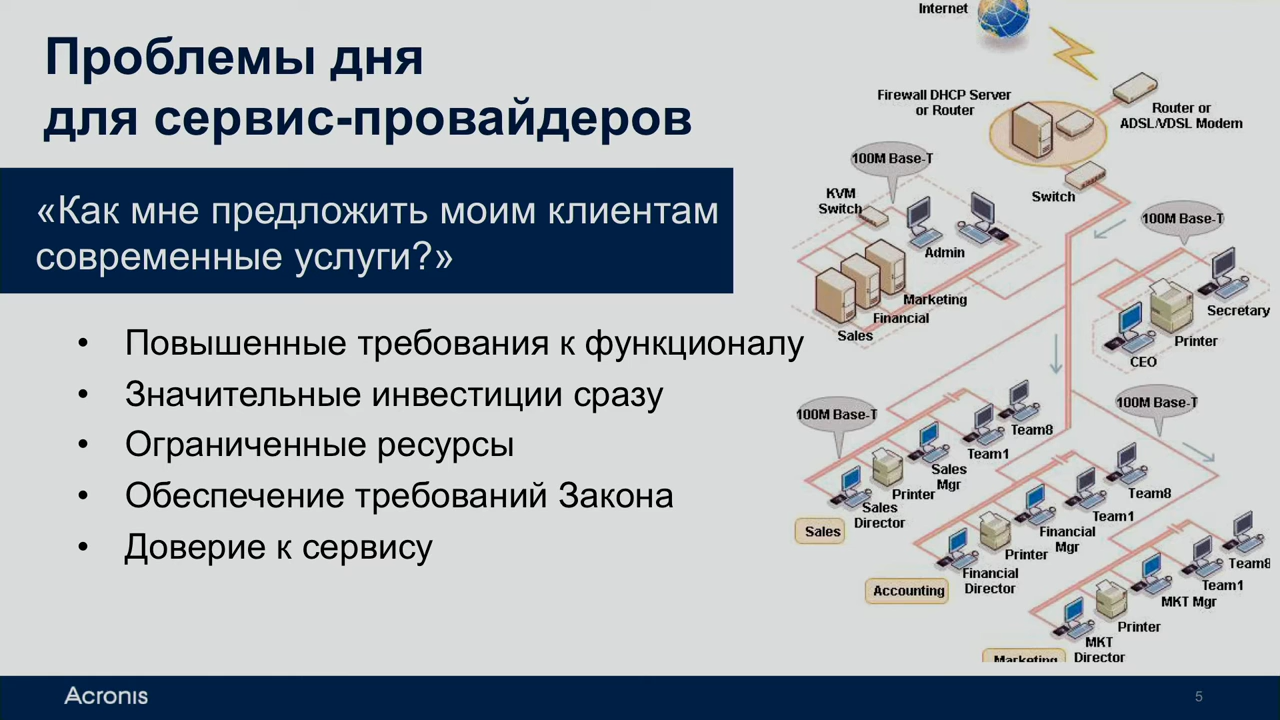 Проблемы дня
для сервис-провайдеров
«Как мне предложить моим клиентам
современные услуги?»
• Повышенные требования к функционалу
• Значительные инвестиции сразу
• Ограниченные ресурсы
• Обеспечение требований Закона
• Доверие к сервису
Internet
Firewall DHCP Server
or Router
Router or
ADSL/VDSL Modem
Switch
100M Base-T
KVM
Switch
Admin
Marketing
Financial
Sales
100M Base-T
Secretary
Printer
CEO
100M Base-T
Team8
Team1
Sales
Mgr
Printer
Sales
Director
Sales
100M Base-T
Team8
Team1
Financial
Mgr
Printer
Financial
Director
Accounting
Team8
Team1
MKT Mgr
Printer
MKT
Director
Marketing
Acronis
5